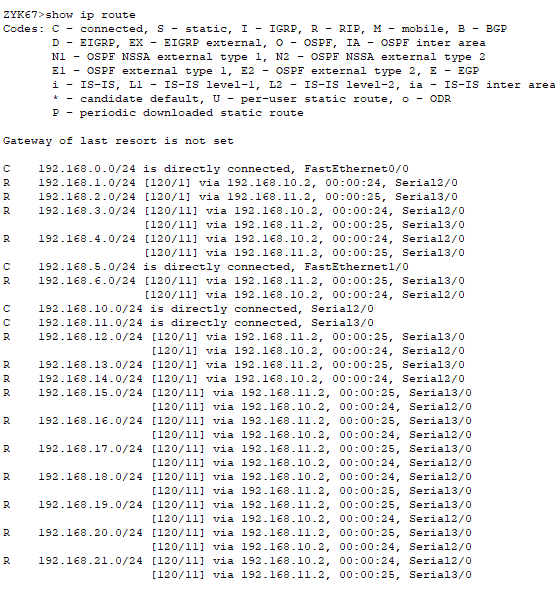 ZYK67>show ip route
Codes: C - connected, S - static, I - IGRP, R - RIP, M - mobile, B - BGP
       D - EIGRP, EX - EIGRP external, O - OSPF, IA - OSPF inter area
       N1 - OSPF NSSA external type 1, N2 - OSPF NSSA external type 2
       E1 - OSPF external type 1, E2 - OSPF external type 2, E - EGP
       i - IS-IS, L1 - IS-IS level-1, L2 - IS-IS level-2, ia - IS-IS inter area
       * - candidate default, U - per-user static route, o - ODR
       P - periodic downloaded static route
Gateway of last resort is not set
C    192.168.0.0/24 is directly connected, FastEthernet0/0
R    192.168.1.0/24 [120/1] via 192.168.10.2, 00:00:24, Serial2/0
R    192.168.2.0/24 [120/1] via 192.168.11.2, 00:00:25, Serial3/0
R    192.168.3.0/24 [120/11] via 192.168.10.2, 00:00:24, Serial2/0
                    [120/11] via 192.168.11.2, 00:00:25, Serial3/0
R    192.168.4.0/24 [120/11] via 192.168.10.2, 00:00:24, Serial2/0
                    [120/11] via 192.168.11.2, 00:00:25, Serial3/0
C    192.168.5.0/24 is directly connected, FastEthernet1/0
R    192.168.6.0/24 [120/11] via 192.168.11.2, 00:00:25, Serial3/0
                    [120/11] via 192.168.10.2, 00:00:24, Serial2/0
C    192.168.10.0/24 is directly connected, Serial2/0
C    192.168.11.0/24 is directly connected, Serial3/0
R    192.168.12.0/24 [120/1] via 192.168.11.2, 00:00:25, Serial3/0
                     [120/1] via 192.168.10.2, 00:00:24, Serial2/0
R    192.168.13.0/24 [120/1] via 192.168.11.2, 00:00:25, Serial3/0
R    192.168.14.0/24 [120/1] via 192.168.10.2, 00:00:24, Serial2/0
R    192.168.15.0/24 [120/11] via 192.168.11.2, 00:00:25, Serial3/0
                     [120/11] via 192.168.10.2, 00:00:24, Serial2/0
R    192.168.16.0/24 [120/11] via 192.168.11.2, 00:00:25, Serial3/0
                     [120/11] via 192.168.10.2, 00:00:24, Serial2/0
R    192.168.17.0/24 [120/11] via 192.168.10.2, 00:00:24, Serial2/0
                     [120/11] via 192.168.11.2, 00:00:25, Serial3/0
R    192.168.18.0/24 [120/11] via 192.168.10.2, 00:00:24, Serial2/0
                     [120/11] via 192.168.11.2, 00:00:25, Serial3/0
R    192.168.19.0/24 [120/11] via 192.168.11.2, 00:00:25, Serial3/0
                     [120/11] via 192.168.10.2, 00:00:24, Serial2/0
R    192.168.20.0/24 [120/11] via 192.168.11.2, 00:00:25, Serial3/0
                     [120/11] via 192.168.10.2, 00:00:24, Serial2/0
R    192.168.21.0/24 [120/11] via 192.168.10.2, 00:00:24, Serial2/0
                     [120/11] via 192.168.11.2, 00:00:25, Serial3/0